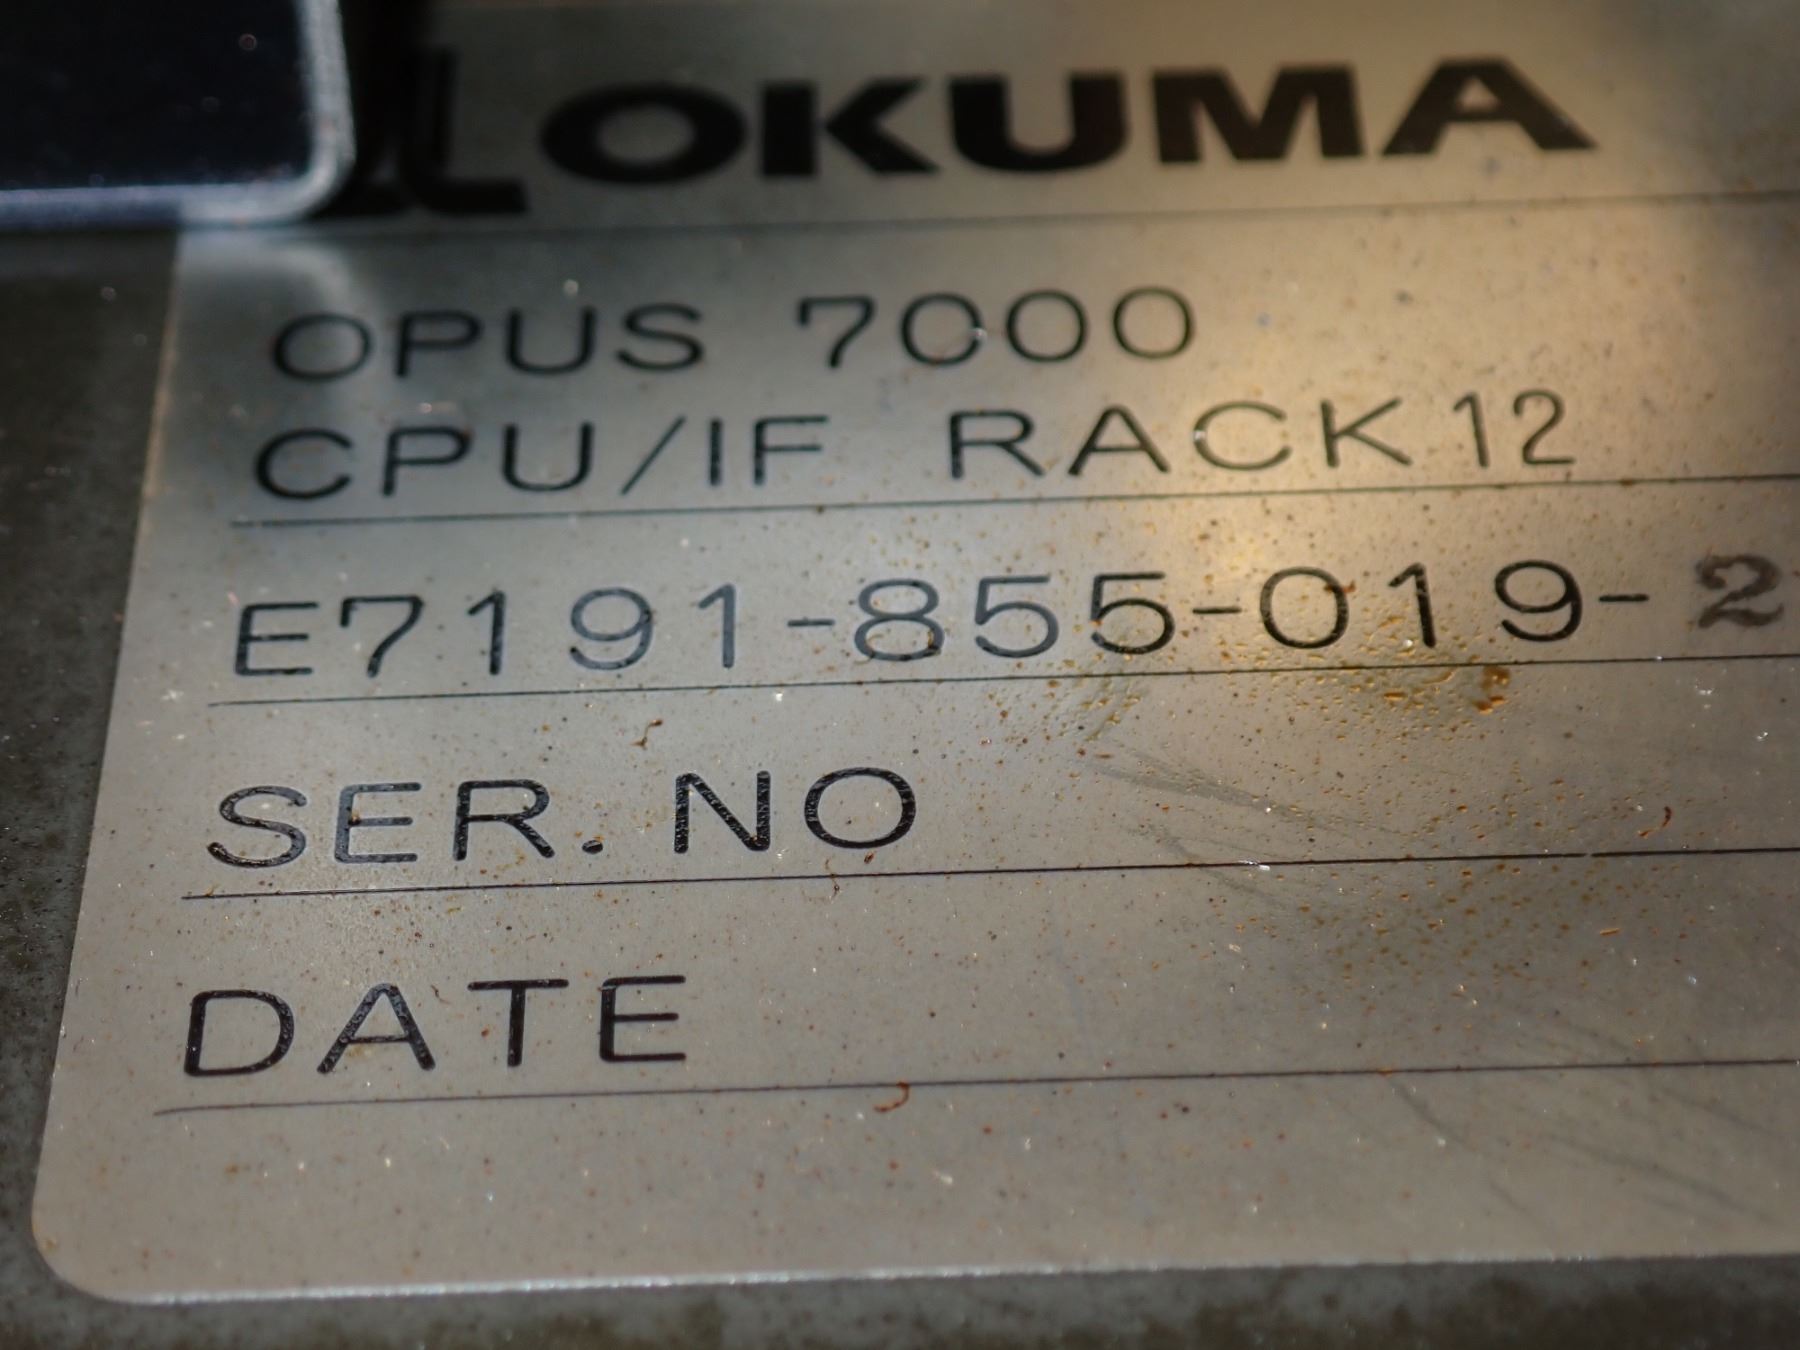 OKUMA
OPUS 7000
CPU/IF RACK12
E7191-855-019-2
SER. NO
DATE